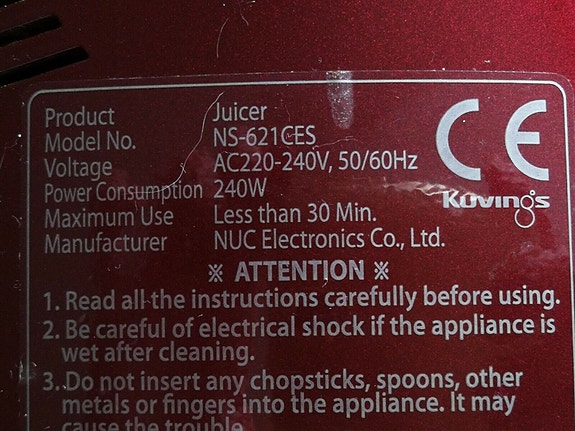 Product Juicer
Model No. NS-621CES
Voltage AC220-240V, 50/60Hz
Power Consumption 240W
Maximum Use Less than 30 Min.
Manufacturer NUC Electronics Co., Ltd.
CE
Kuvings
※ ATTENTION ※
1. Read all the instructions carefully before using.
2. Be careful of electrical shock if the appliance is
wet after cleaning.
3. Do not insert any chopsticks, spoons, other
metals or fingers into the appliance. It may
cause the trouble.